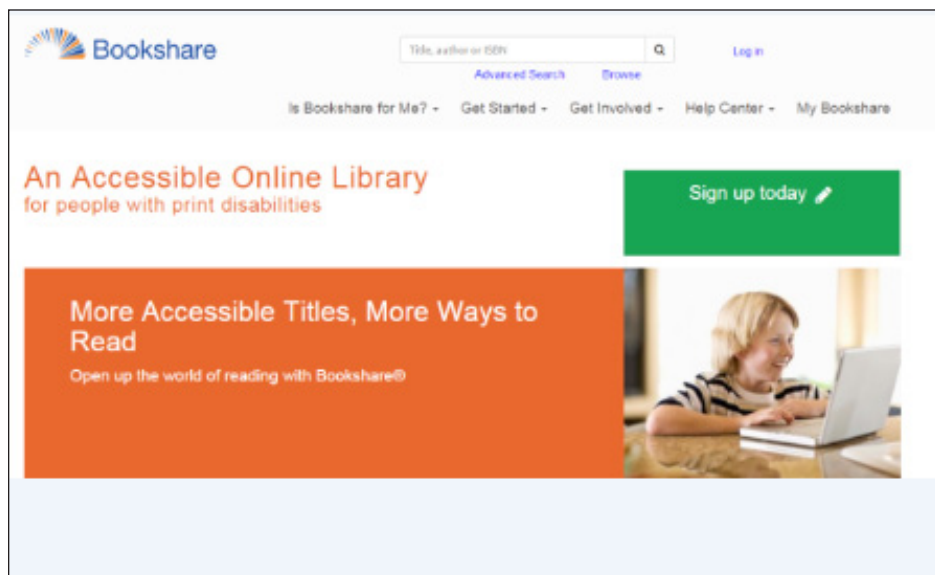 Bookshare
Title, author or ISBN
Log in
Advanced Search Browse
Is Bookshare for Me? Get Started Get Involved Help Center My Bookshare
An Accessible Online Library
for people with print disabilities
Sign up today
More Accessible Titles, More Ways to
Read
Open up the world of reading with Bookshare®